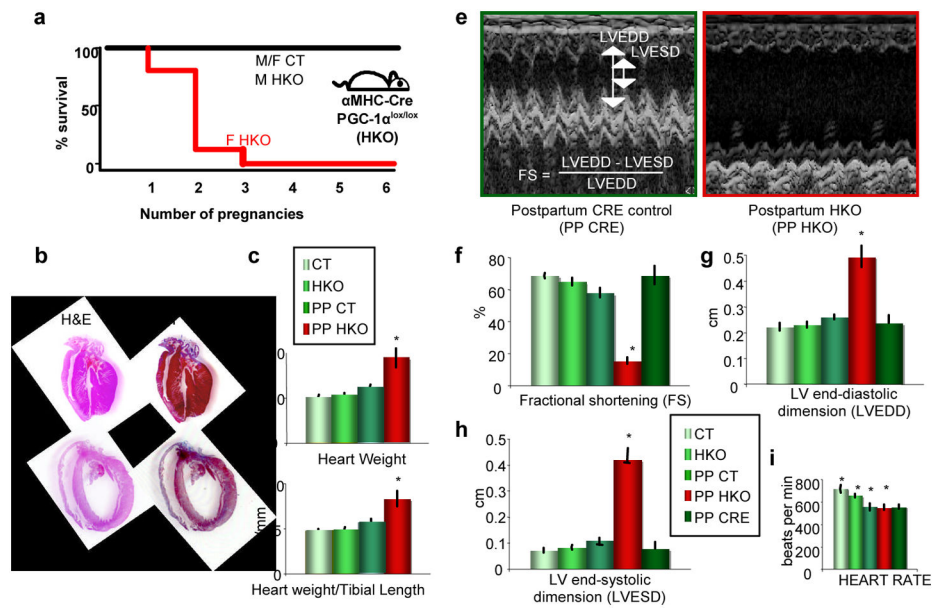 a
100
50
0
% survival
M/F CT
M HKO
F HKO
αMHC-Cre
PGC-1α^lox/lox
(HKO)
1 2 3 4 5 6
Number of pregnancies
b
H&E
c
CT
HKO
PP CT
PP HKO
*
Heart Weight
*
Heart weight/Tibial Length
e
LVEDD
LVESD
FS =
LVEDD - LVESD
LVEDD
Postpartum CRE control
(PP CRE)
Postpartum HKO
(PP HKO)
f
80
60
40
20
0
%
*
Fractional shortening (FS)
g
0.5
0.4
0.3
0.2
0.1
0
cm
*
LV end-diastolic
dimension (LVEDD)
h
0.5
0.4
0.3
0.2
0.1
0
cm
*
LV end-systolic
dimension (LVESD)
CT
HKO
PP CT
PP HKO
PP CRE
i
800
600
400
200
0
beats per min
* * * *
HEART RATE